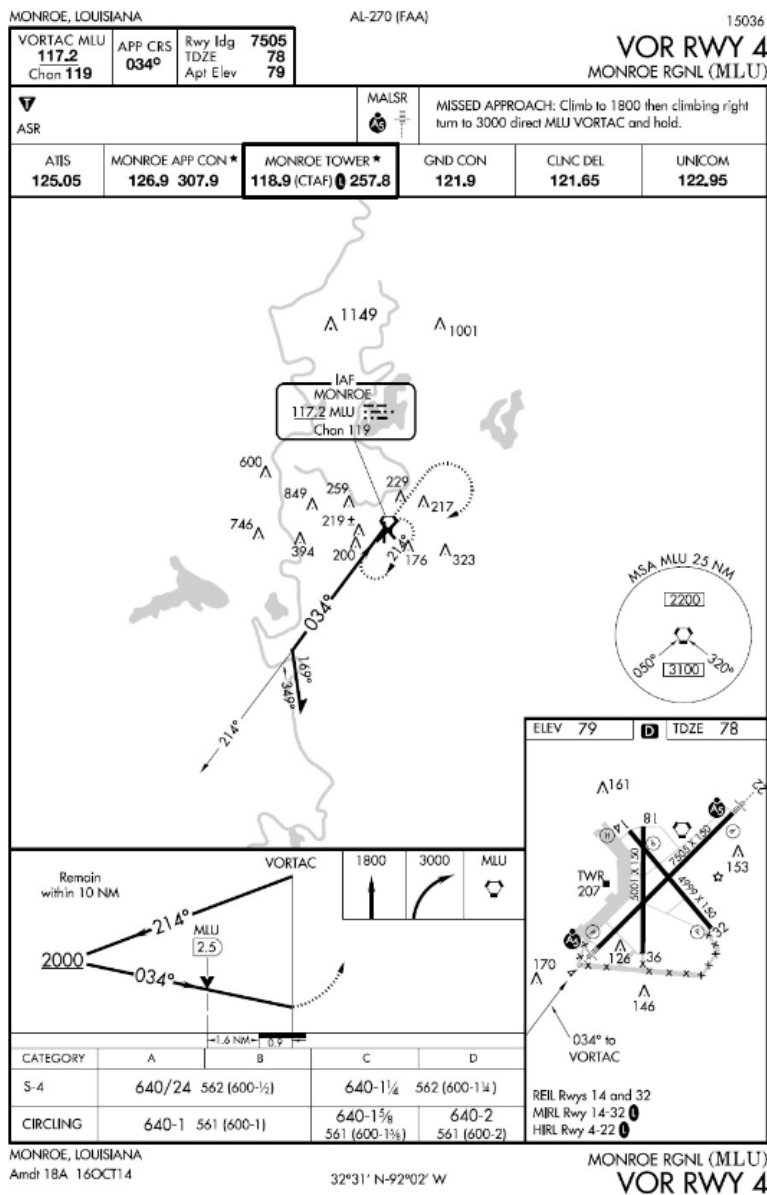 MONROE, LOUISIANA
AL-270 (FAA)
15036
VORTAC MLU
117.2
Chan 119
APP CRS
034°
Rwy ldg 7505
TDZE 78
Apt Elev 79
VOR RWY 4
MONROE RGNL (MLU)
T
ASR
MALSR
A5
MISSED APPROACH: Climb to 1800 then climbing right
turn to 3000 direct MLU VORTAC and hold.
ATIS
125.05
MONROE APP CON ★
126.9 307.9
MONROE TOWER ★
118.9 (CTAF) L 257.8
GND CON
121.9
CLNC DEL
121.65
UNICOM
122.95
1149
1001
IAF
MONROE
117.2 MLU
Chan 119
600
849
259
229
217
746
394
219 ±
200
214°
176
323
034°
169°
349°
214°
MSA MLU 25 NM
2200
050°
320°
3100
ELEV 79
D
TDZE 78
161
14
18
22
A5
7505 X 150
5001 X 150
4999 X 150
153
TWR
207
A5
32
126
36
170
4
146
034° to
VORTAC
REIL Rwys 14 and 32
MIRL Rwy 14-32 L
HIRL Rwy 4-22 L
Remain
within 10 NM
VORTAC
1800
3000
MLU
214°
2000
034°
MLU
2.5
1.6 NM
0.9
CATEGORY A B C D
S-4 640/24 562 (600-½) 640-1¼ 562 (600-1¼)
CIRCLING 640-1 561 (600-1) 640-1⅝ 561 (600-1⅝) 640-2 561 (600-2)
MONROE, LOUISIANA
Amdt 18A 16OCT14
32°31' N-92°02' W
MONROE RGNL (MLU)
VOR RWY 4